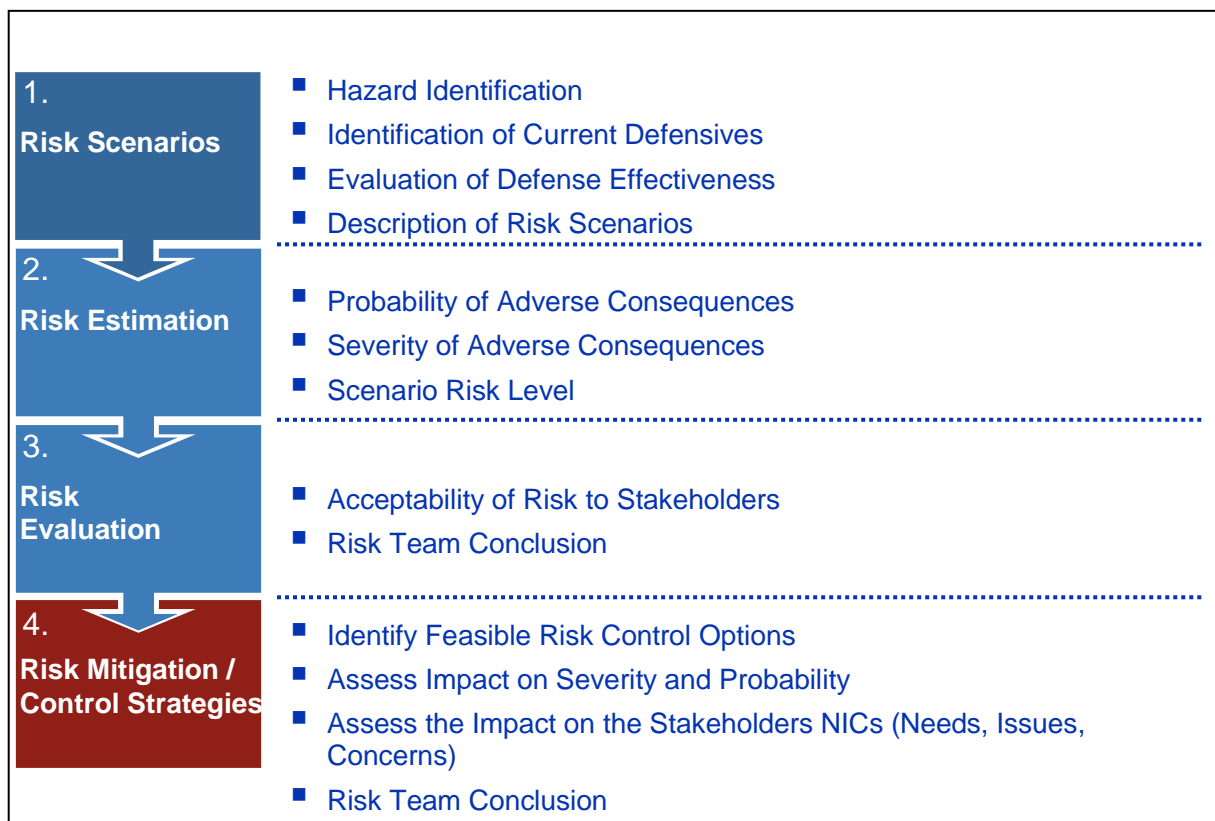 1.
Risk Scenarios
■ Hazard Identification
■ Identification of Current Defensives
■ Evaluation of Defense Effectiveness
■ Description of Risk Scenarios
2.
Risk Estimation
■ Probability of Adverse Consequences
■ Severity of Adverse Consequences
■ Scenario Risk Level
3.
Risk
Evaluation
■ Acceptability of Risk to Stakeholders
■ Risk Team Conclusion
4.
Risk Mitigation /
Control Strategies
■ Identify Feasible Risk Control Options
■ Assess Impact on Severity and Probability
■ Assess the Impact on the Stakeholders NICs (Needs, Issues,
Concerns)
■ Risk Team Conclusion